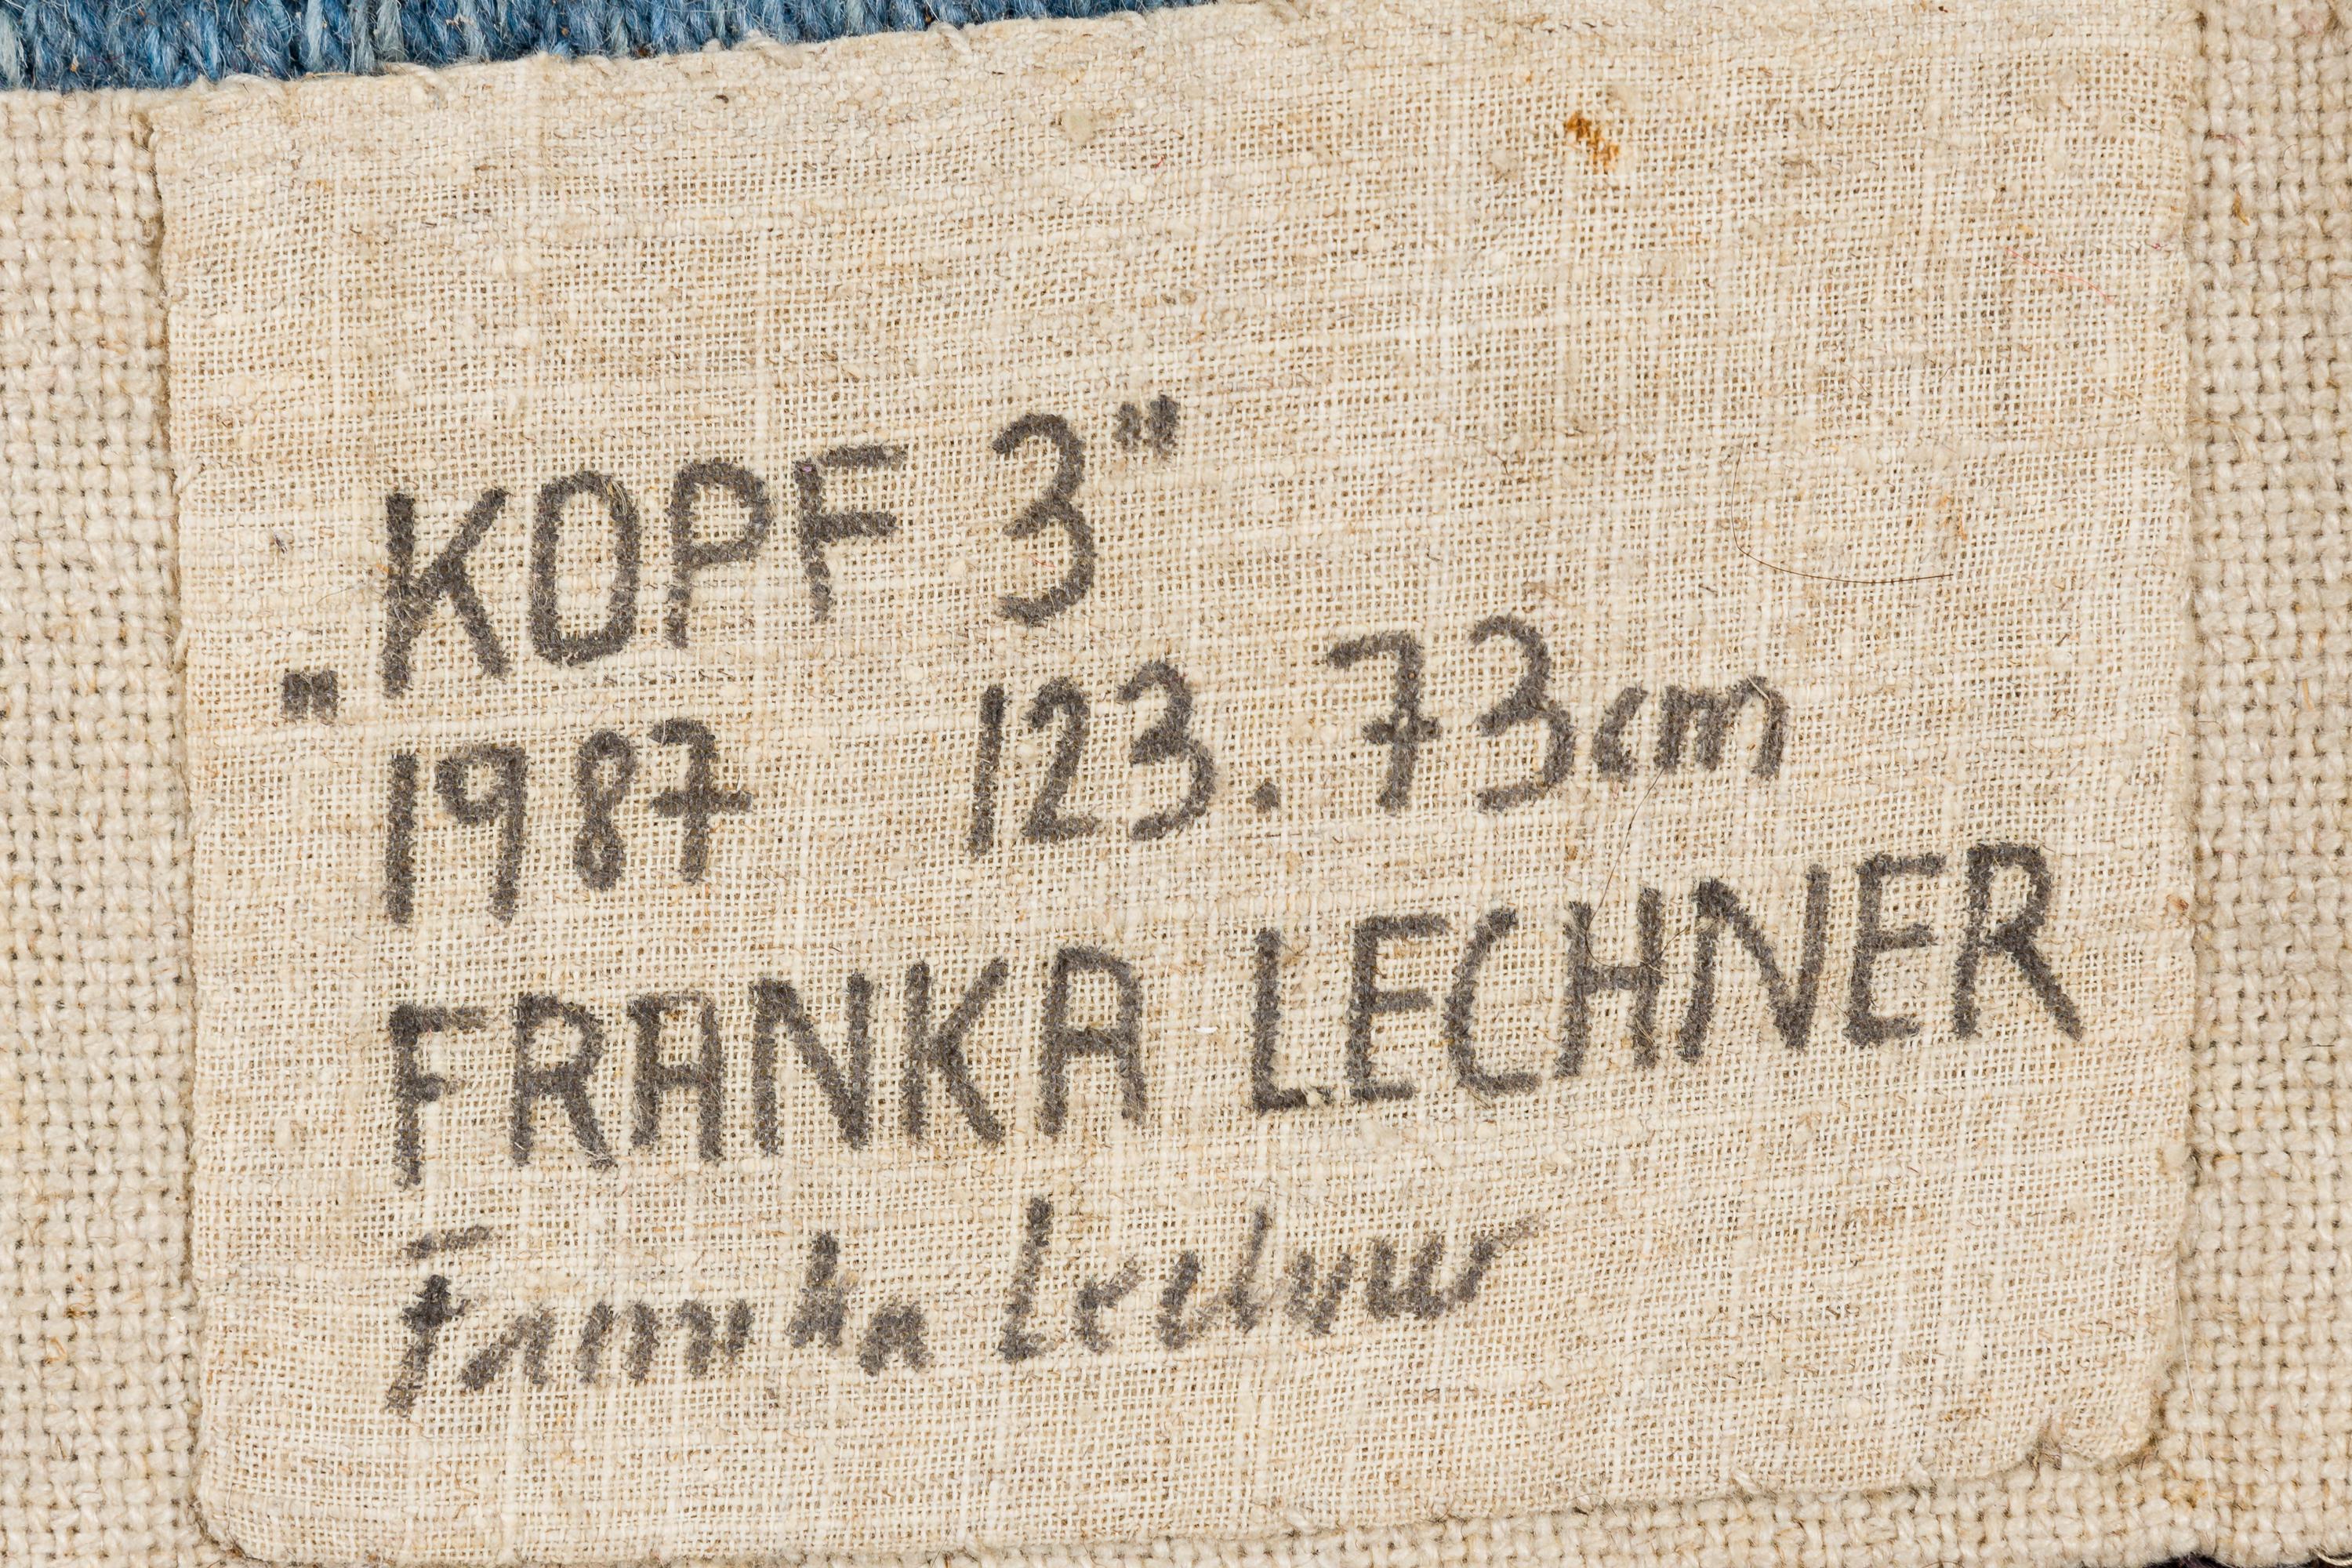 „KOPF 3"
1987 123. 73cm
FRANKA LECHNER
Franka Lechner